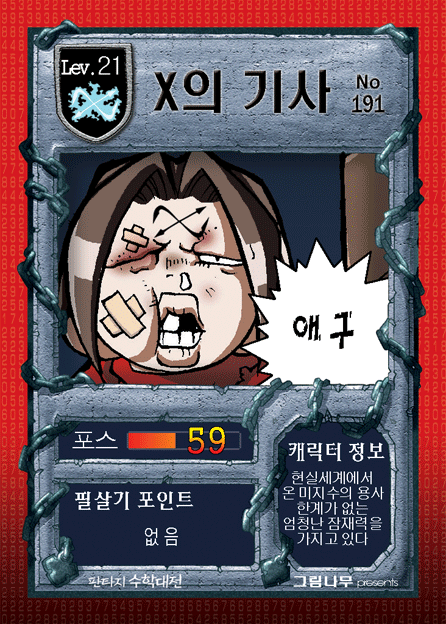 Lev.21
X의 기사
No
191
애구
포스 59
필살기 포인트
없음
캐릭터 정보
현실세계에서
온 미지수의 용사
한계가 없는
엄청난 잠재력을
가지고 있다
판타지 수학대전
그림나무 presents